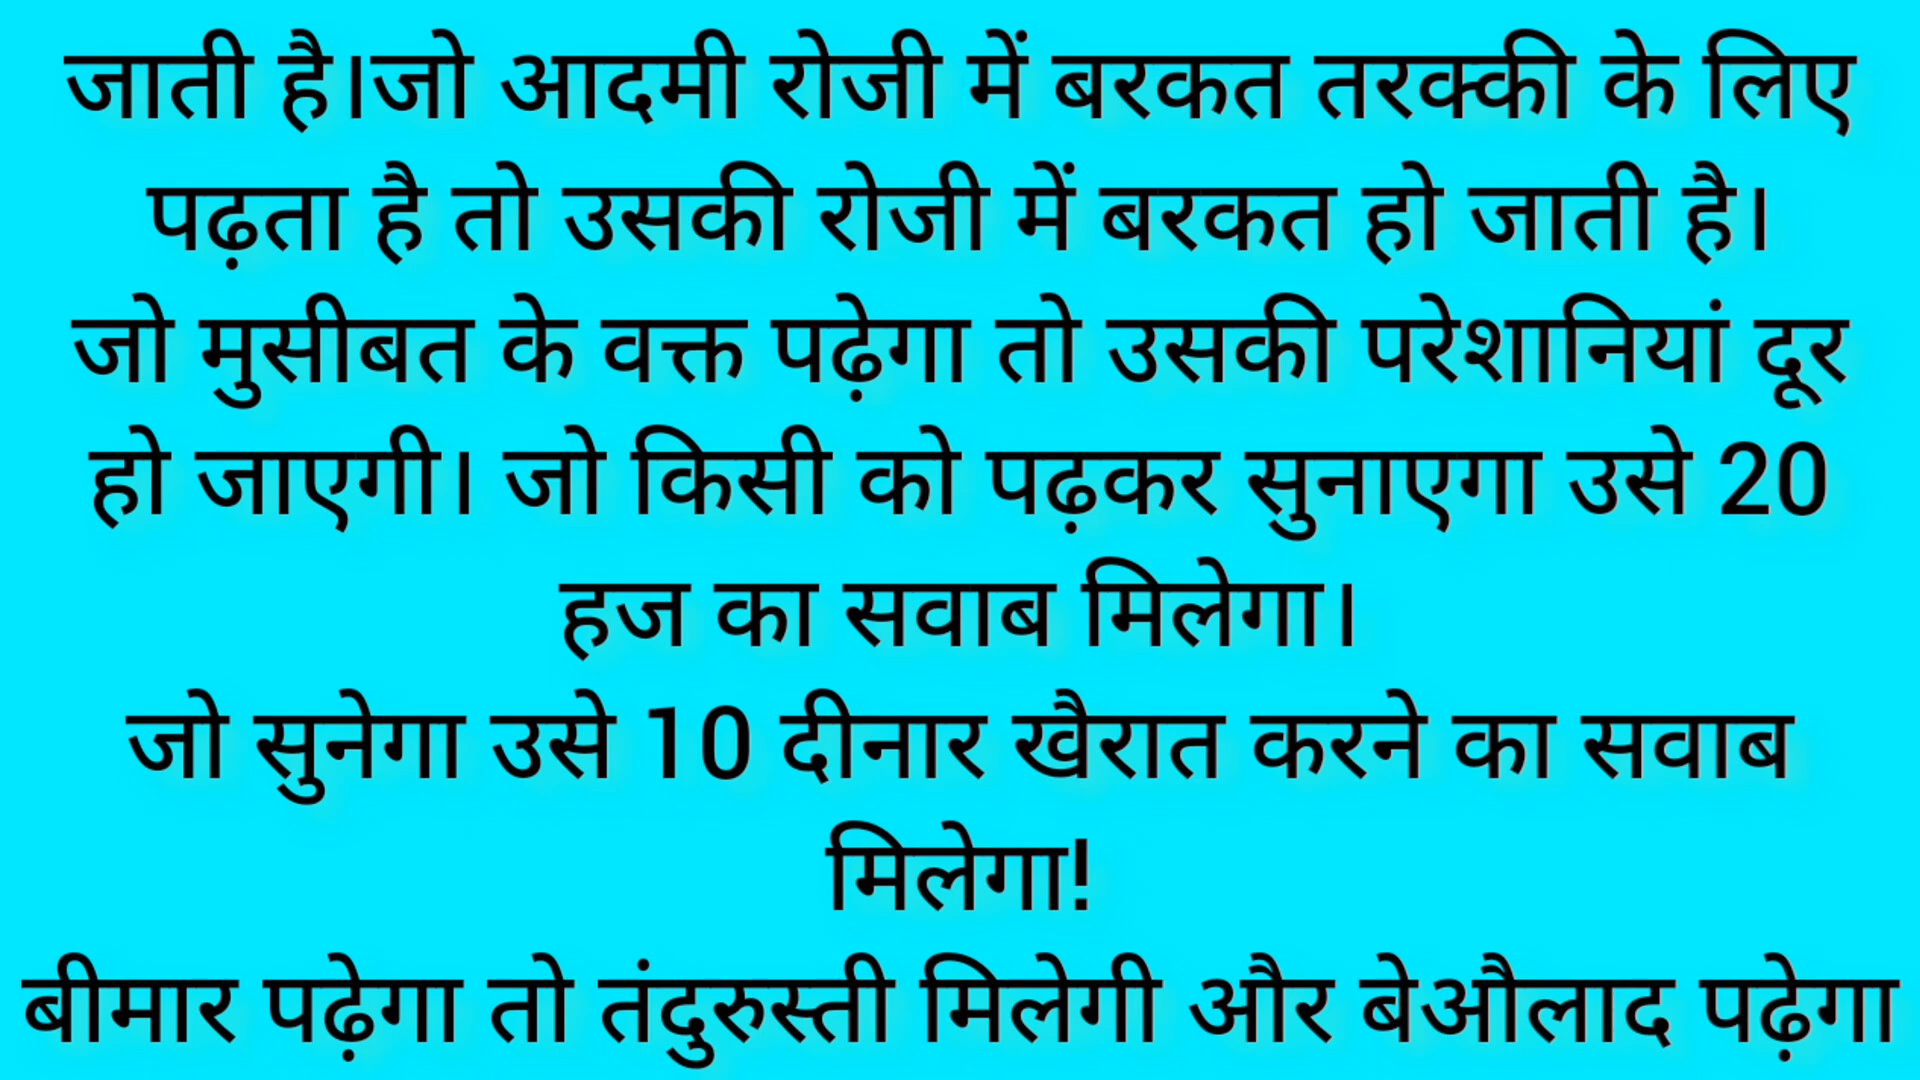 जाती है।जो आदमी रोजी में बरकत तरक्की के लिए
पढ़ता है तो उसकी रोजी में बरकत हो जाती है।
जो मुसीबत के वक्त पढ़ेगा तो उसकी परेशानियां दूर
हो जाएगी। जो किसी को पढ़कर सुनाएगा उसे 20
हज का सवाब मिलेगा।
जो सुनेगा उसे 10 दीनार खैरात करने का सवाब
मिलेगा!
बीमार पढ़ेगा तो तंदुरुस्ती मिलेगी और बेऔलाद पढ़ेगा